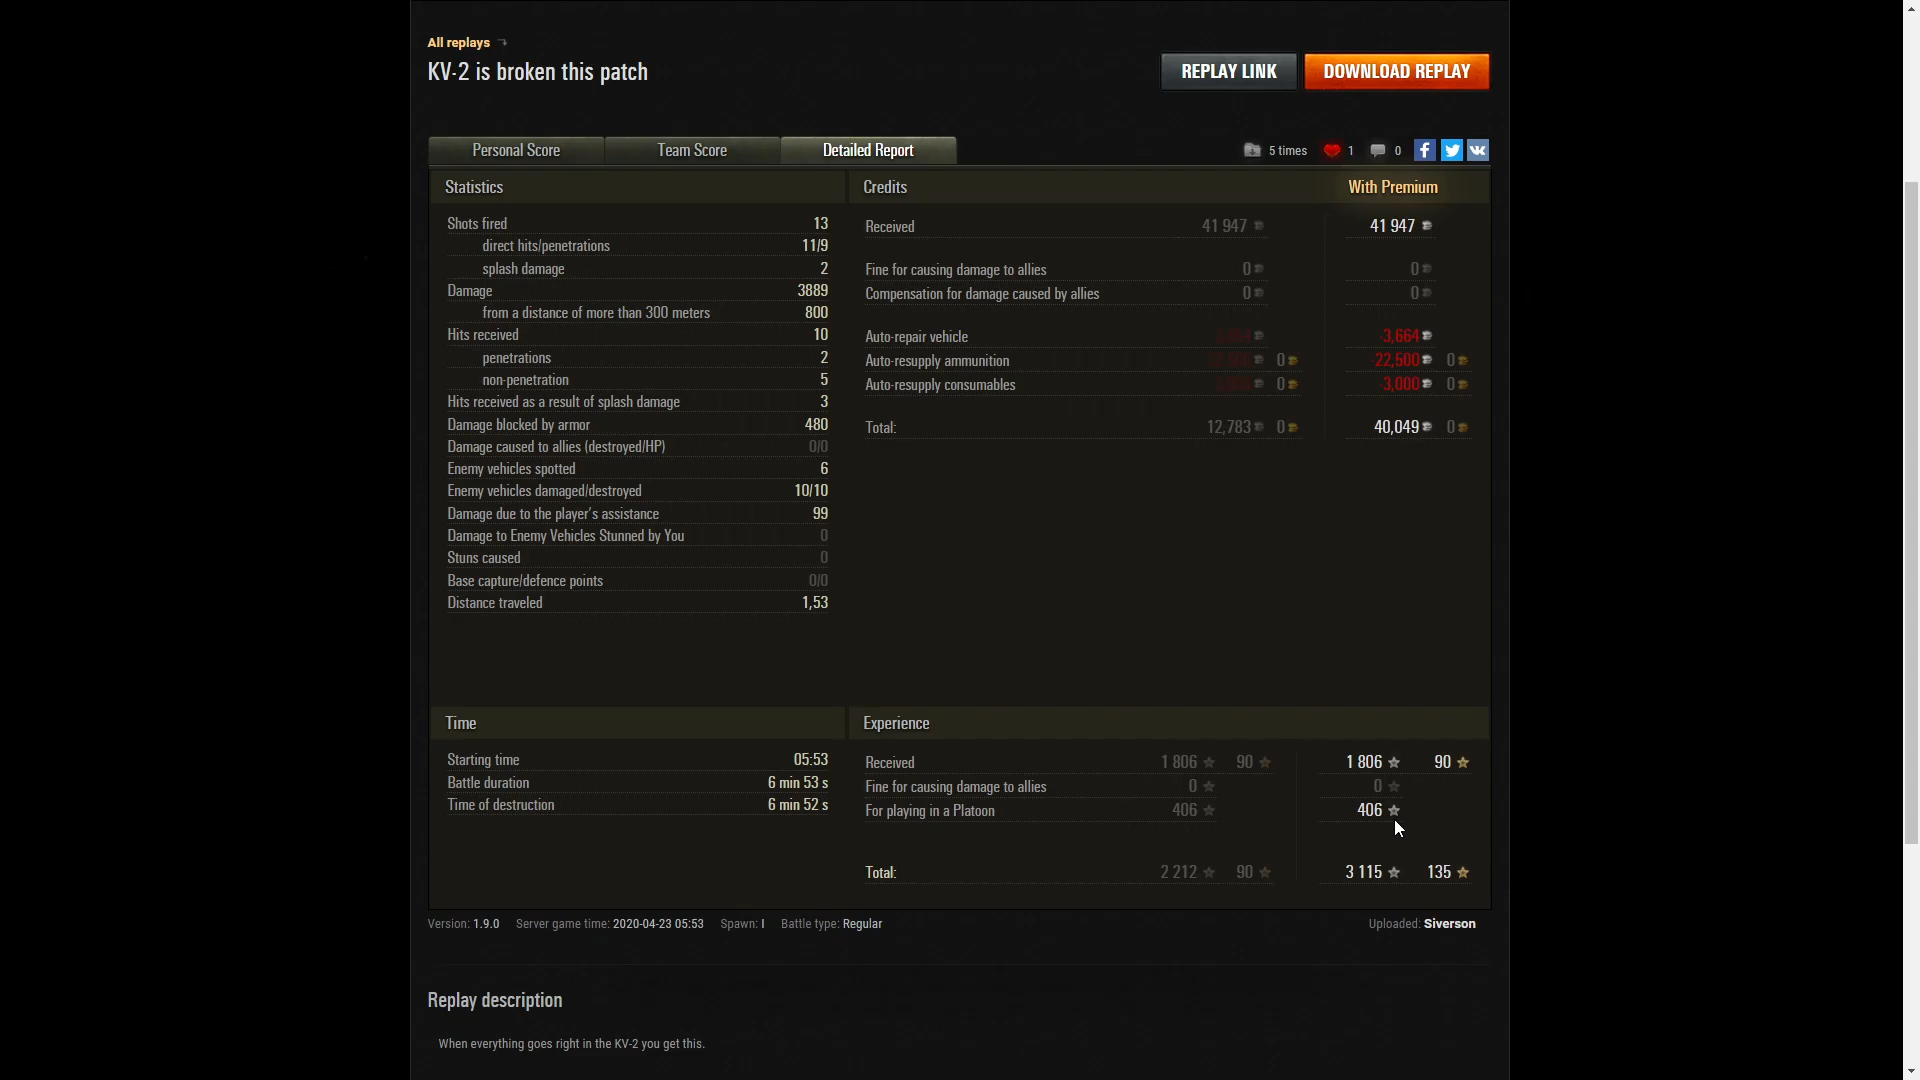 All replays
KV-2 is broken this patch
REPLAY LINK
DOWNLOAD REPLAY
Personal Score
Team Score
Detailed Report
5 times
1
0
Statistics
Shots fired 13
direct hits/penetrations 11/9
splash damage 2
Damage 3889
from a distance of more than 300 meters 800
Hits received 10
penetrations 2
non-penetration 5
Hits received as a result of splash damage 3
Damage blocked by armor 480
Damage caused to allies (destroyed/HP) 0/0
Enemy vehicles spotted 6
Enemy vehicles damaged/destroyed 10/10
Damage due to the player's assistance 99
Damage to Enemy Vehicles Stunned by You 0
Stuns caused 0
Base capture/defence points 0/0
Distance traveled 1,53
Credits With Premium
Received 41 947 41 947
Fine for causing damage to allies 0 0
Compensation for damage caused by allies 0 0
Auto-repair vehicle -3,664
Auto-resupply ammunition 0 -22,500 0
Auto-resupply consumables 0 -3,000 0
Total: 12,783 0 40,049 0
Time
Starting time 05:53
Battle duration 6 min 53 s
Time of destruction 6 min 52 s
Experience
Received 1 806 90 1 806 90
Fine for causing damage to allies 0 0
For playing in a Platoon 406 406
Total: 2 212 90 3 115 135
Version: 1.9.0 Server game time: 2020-04-23 05:53 Spawn: I Battle type: Regular
Uploaded: Siverson
Replay description
When everything goes right in the KV-2 you get this.